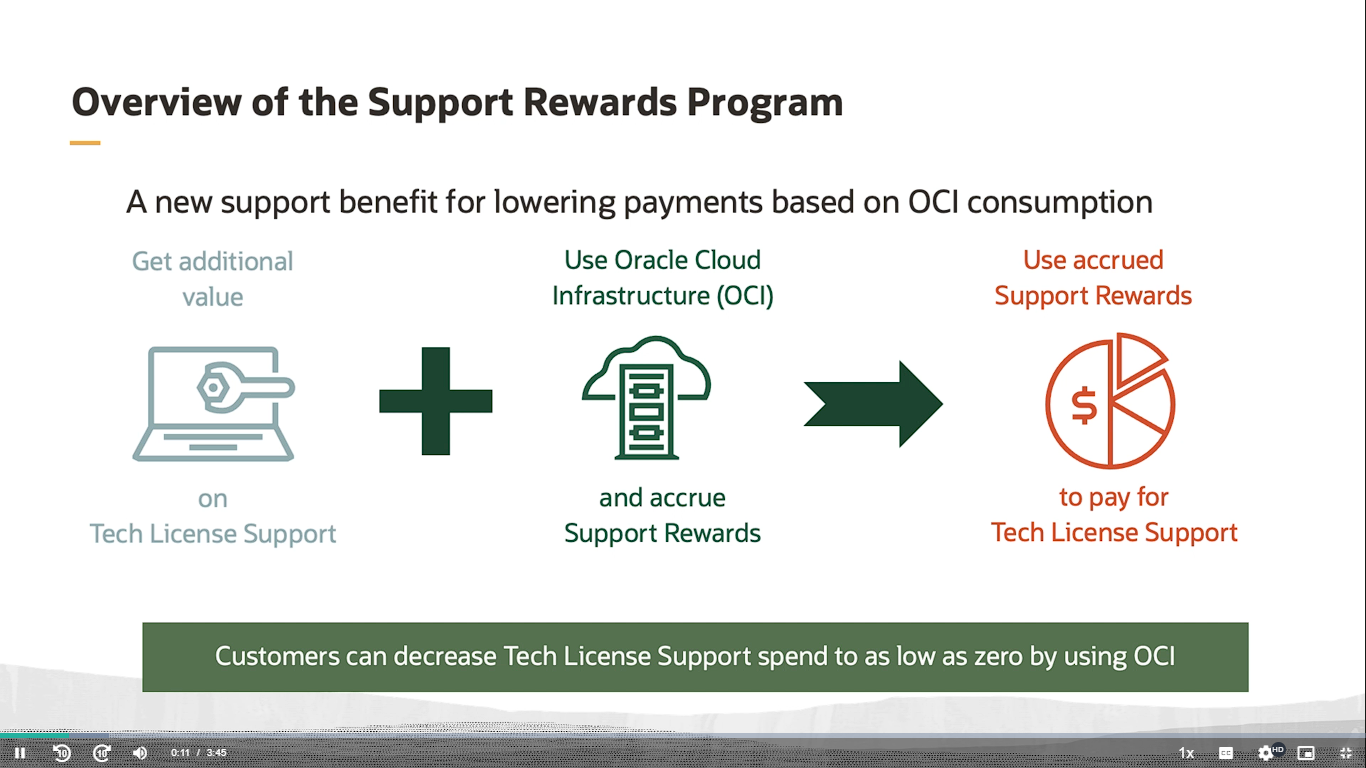 Overview of the Support Rewards Program
A new support benefit for lowering payments based on OCI consumption
Get additional
value
on
Tech License Support
Use Oracle Cloud
Infrastructure (OCI)
and accrue
Support Rewards
Use accrued
Support Rewards
$
to pay for
Tech License Support
Customers can decrease Tech License Support spend to as low as zero by using OCI
10
10
0:11 / 3:45
1x
CC
HD